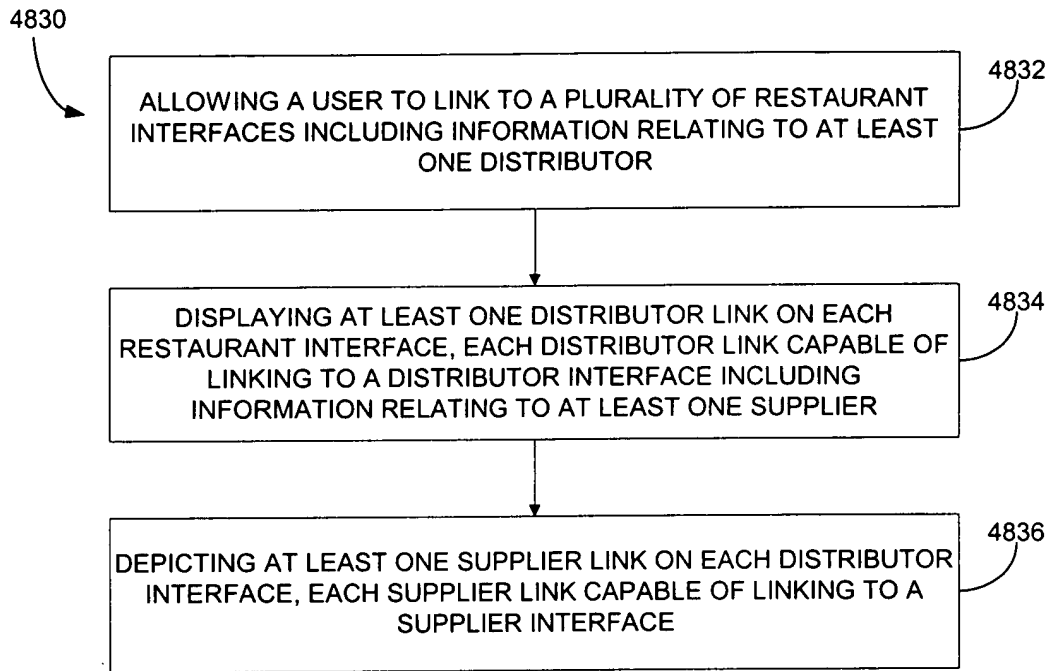 4830
4832
ALLOWING A USER TO LINK TO A PLURALITY OF RESTAURANT
INTERFACES INCLUDING INFORMATION RELATING TO AT LEAST
ONE DISTRIBUTOR
4834
DISPLAYING AT LEAST ONE DISTRIBUTOR LINK ON EACH
RESTAURANT INTERFACE, EACH DISTRIBUTOR LINK CAPABLE OF
LINKING TO A DISTRIBUTOR INTERFACE INCLUDING
INFORMATION RELATING TO AT LEAST ONE SUPPLIER
4836
DEPICTING AT LEAST ONE SUPPLIER LINK ON EACH DISTRIBUTOR
INTERFACE, EACH SUPPLIER LINK CAPABLE OF LINKING TO A
SUPPLIER INTERFACE